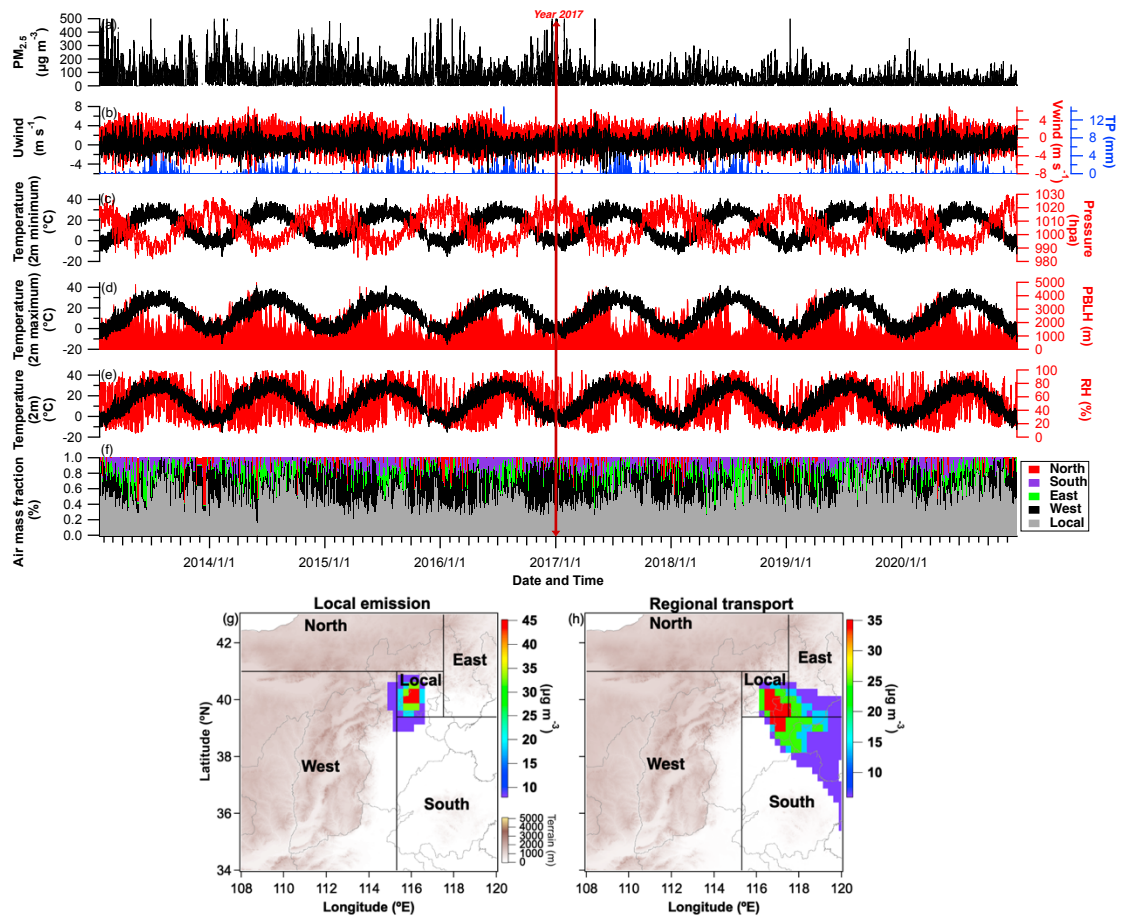 Year 2017
(a)
PM2.5
(µg m-3)
500
400
300
200
100
0
(b)
Uwind
(m s-1)
8
4
0
-4
4
0
-4
-8
Vwind (m s-1)
12
8
4
0
TP (mm)
(c)
Temperature
(2m minimum)
(°C)
40
20
0
-20
1030
1020
1010
1000
990
980
Pressure
(hpa)
(d)
Temperature
(2m maximum)
(°C)
40
20
0
-20
5000
4000
3000
2000
1000
0
PBLH (m)
(e)
Temperature
(2m)
(°C)
40
20
0
-20
100
80
60
40
20
0
RH (%)
(f)
Air mass fraction
(%)
1.0
0.8
0.6
0.4
0.2
0.0
North
South
East
West
Local
2014/1/1 2015/1/1 2016/1/1 2017/1/1 2018/1/1 2019/1/1 2020/1/1
Date and Time
Local emission
(g)
North
East
Local
West
South
Latitude (ºN)
42
40
38
36
34
108 110 112 114 116 118 120
Longitude (ºE)
45
40
35
30
25
20
15
10
(µg m-3)
5000
4000
3000
2000
1000
0
Terrain (m)
Regional transport
(h)
North
East
Local
West
South
108 110 112 114 116 118 120
Longitude (ºE)
35
30
25
20
15
10
(µg m-3)